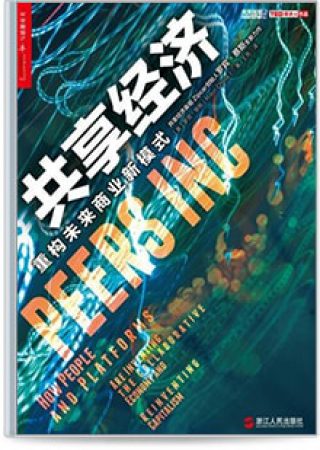 TED
共享经济
重构未来商业新模式
PEERS INC
HOW PEOPLE
AND PLATFORMS
ARE INVENTING
THE COLLABORATIVE
ECONOMY AND
REINVENTING
CAPITALISM
浙江人民出版社